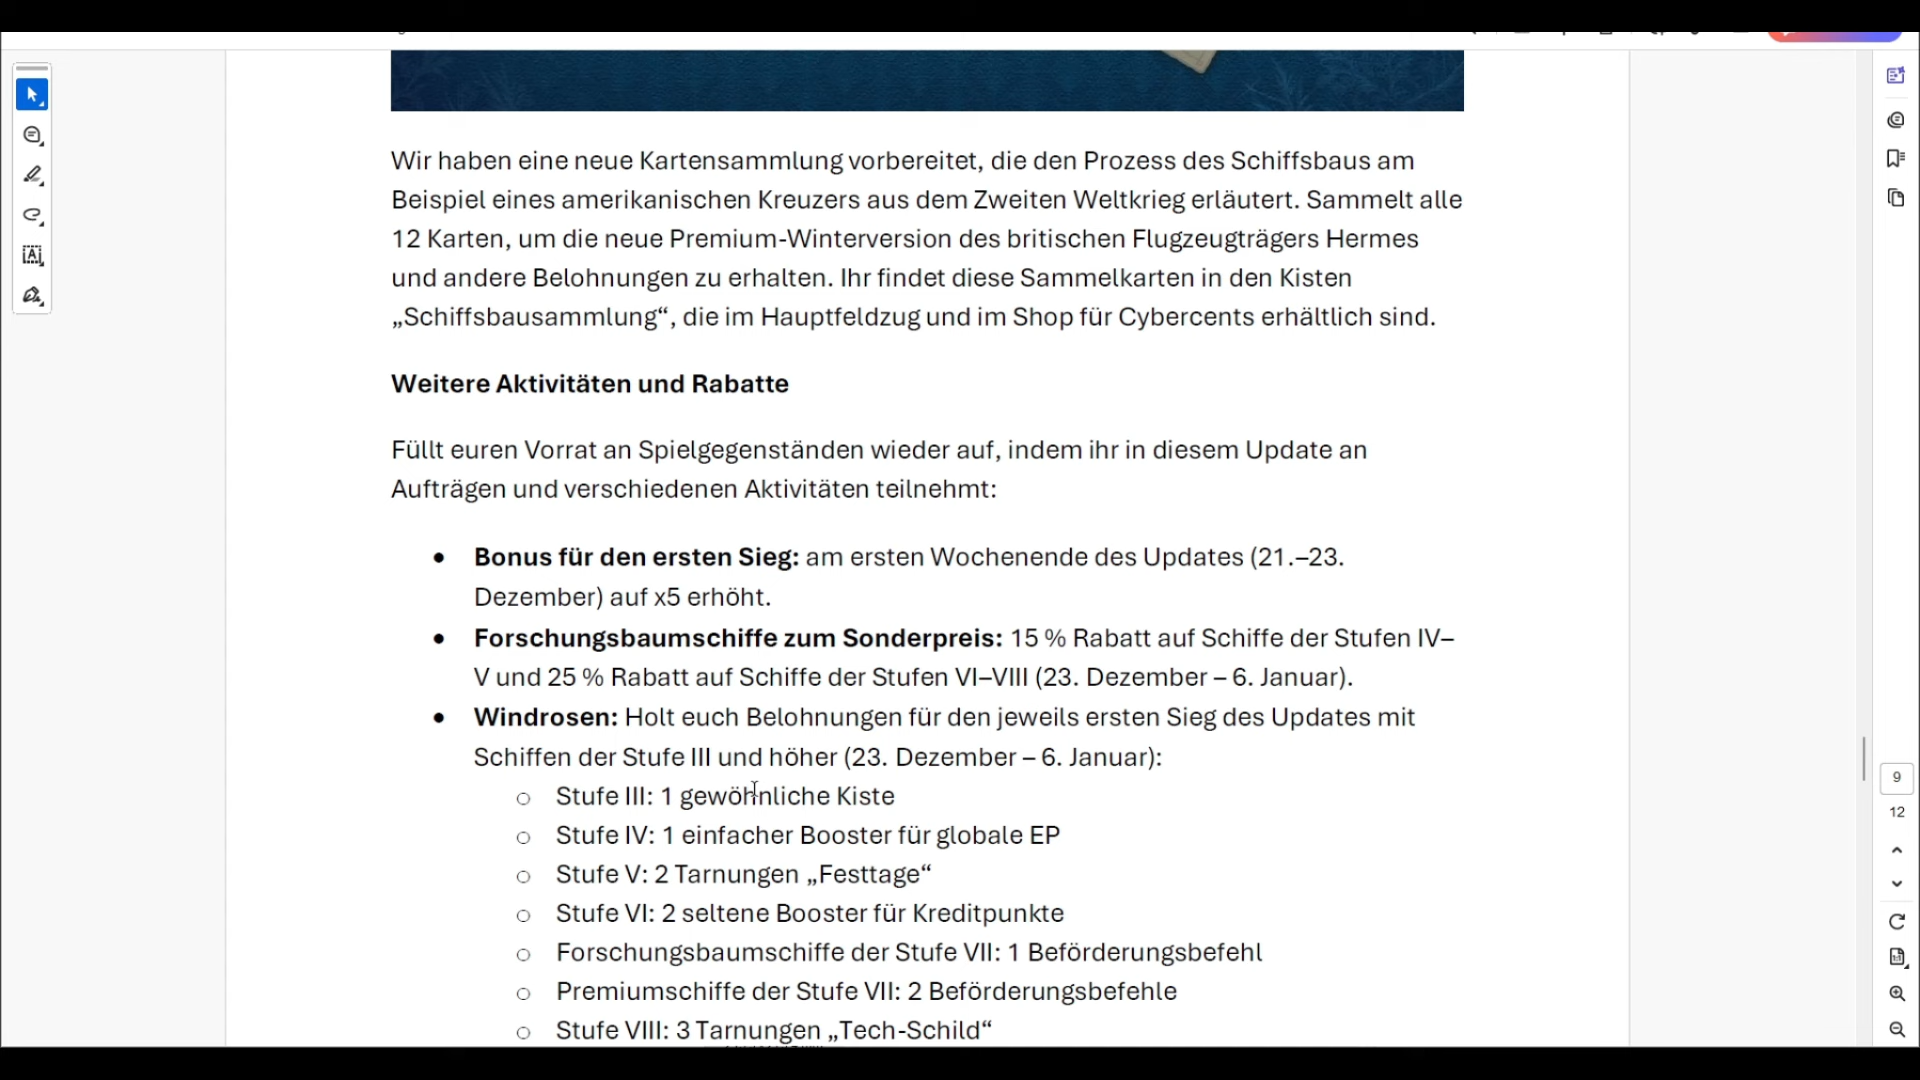 Wir haben eine neue Kartensammlung vorbereitet, die den Prozess des Schiffsbaus am
Beispiel eines amerikanischen Kreuzers aus dem Zweiten Weltkrieg erläutert. Sammelt alle
12 Karten, um die neue Premium-Winterversion des britischen Flugzeugträgers Hermes
und andere Belohnungen zu erhalten. Ihr findet diese Sammelkarten in den Kisten
„Schiffsbausammlung“, die im Hauptfeldzug und im Shop für Cybercents erhältlich sind.
Weitere Aktivitäten und Rabatte
Füllt euren Vorrat an Spielgegenständen wieder auf, indem ihr in diesem Update an
Aufträgen und verschiedenen Aktivitäten teilnehmt:
• Bonus für den ersten Sieg: am ersten Wochenende des Updates (21.–23.
Dezember) auf x5 erhöht.
• Forschungsbaumschiffe zum Sonderpreis: 15 % Rabatt auf Schiffe der Stufen IV–
V und 25 % Rabatt auf Schiffe der Stufen VI–VIII (23. Dezember – 6. Januar).
• Windrosen: Holt euch Belohnungen für den jeweils ersten Sieg des Updates mit
Schiffen der Stufe III und höher (23. Dezember – 6. Januar):
○ Stufe III: 1 gewöhnliche Kiste
○ Stufe IV: 1 einfacher Booster für globale EP
○ Stufe V: 2 Tarnungen „Festtage“
○ Stufe VI: 2 seltene Booster für Kreditpunkte
○ Forschungsbaumschiffe der Stufe VII: 1 Beförderungsbefehl
○ Premiumschiffe der Stufe VII: 2 Beförderungsbefehle
○ Stufe VIII: 3 Tarnungen „Tech-Schild“
9
12